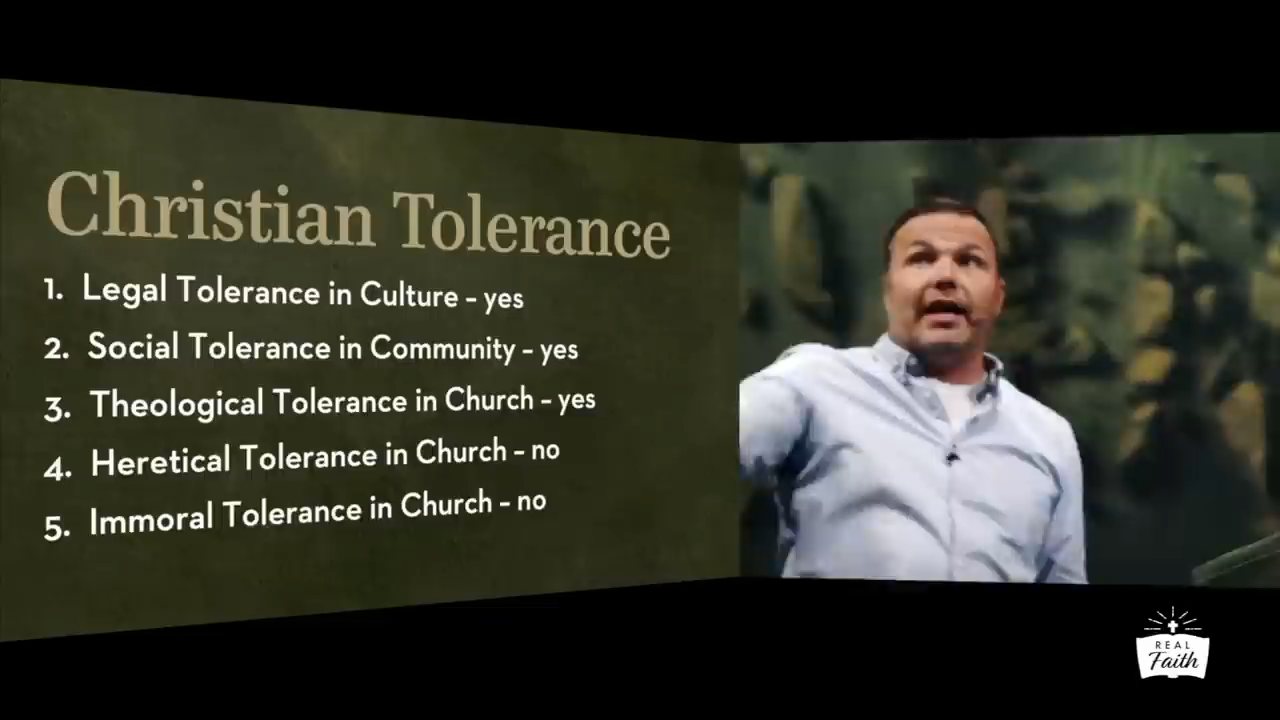 Christian Tolerance
1. Legal Tolerance in Culture - yes
2. Social Tolerance in Community - yes
3. Theological Tolerance in Church - yes
4. Heretical Tolerance in Church - no
5. Immoral Tolerance in Church - no
REAL
Faith